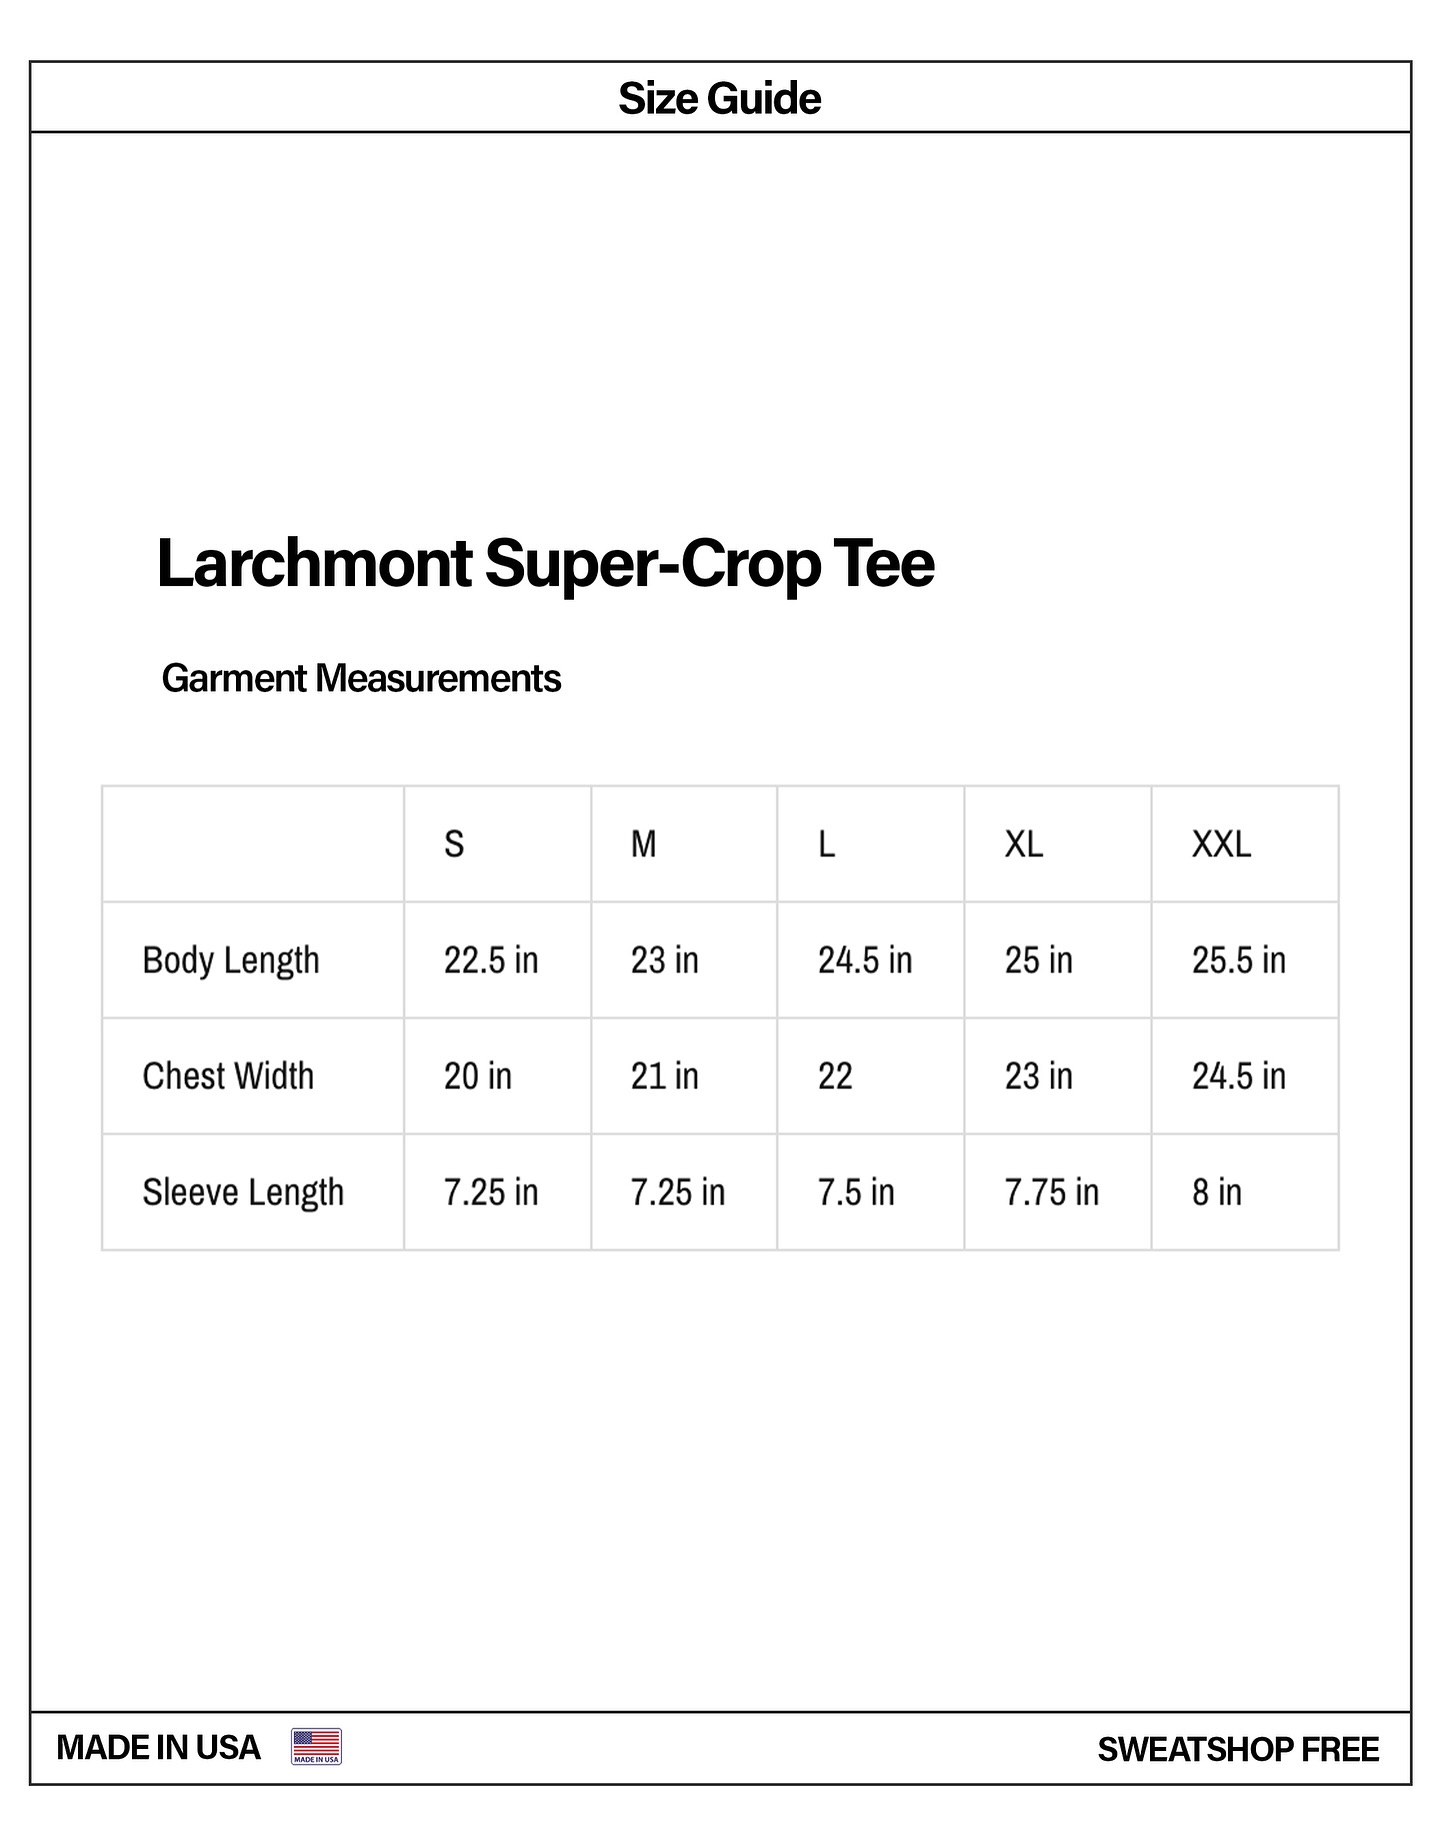 Size Guide
Larchmont Super-Crop Tee
Garment Measurements
S M L XL XXL
Body Length 22.5 in 23 in 24.5 in 25 in 25.5 in
Chest Width 20 in 21 in 22 23 in 24.5 in
Sleeve Length 7.25 in 7.25 in 7.5 in 7.75 in 8 in
MADE IN USA MADE IN USA SWEATSHOP FREE